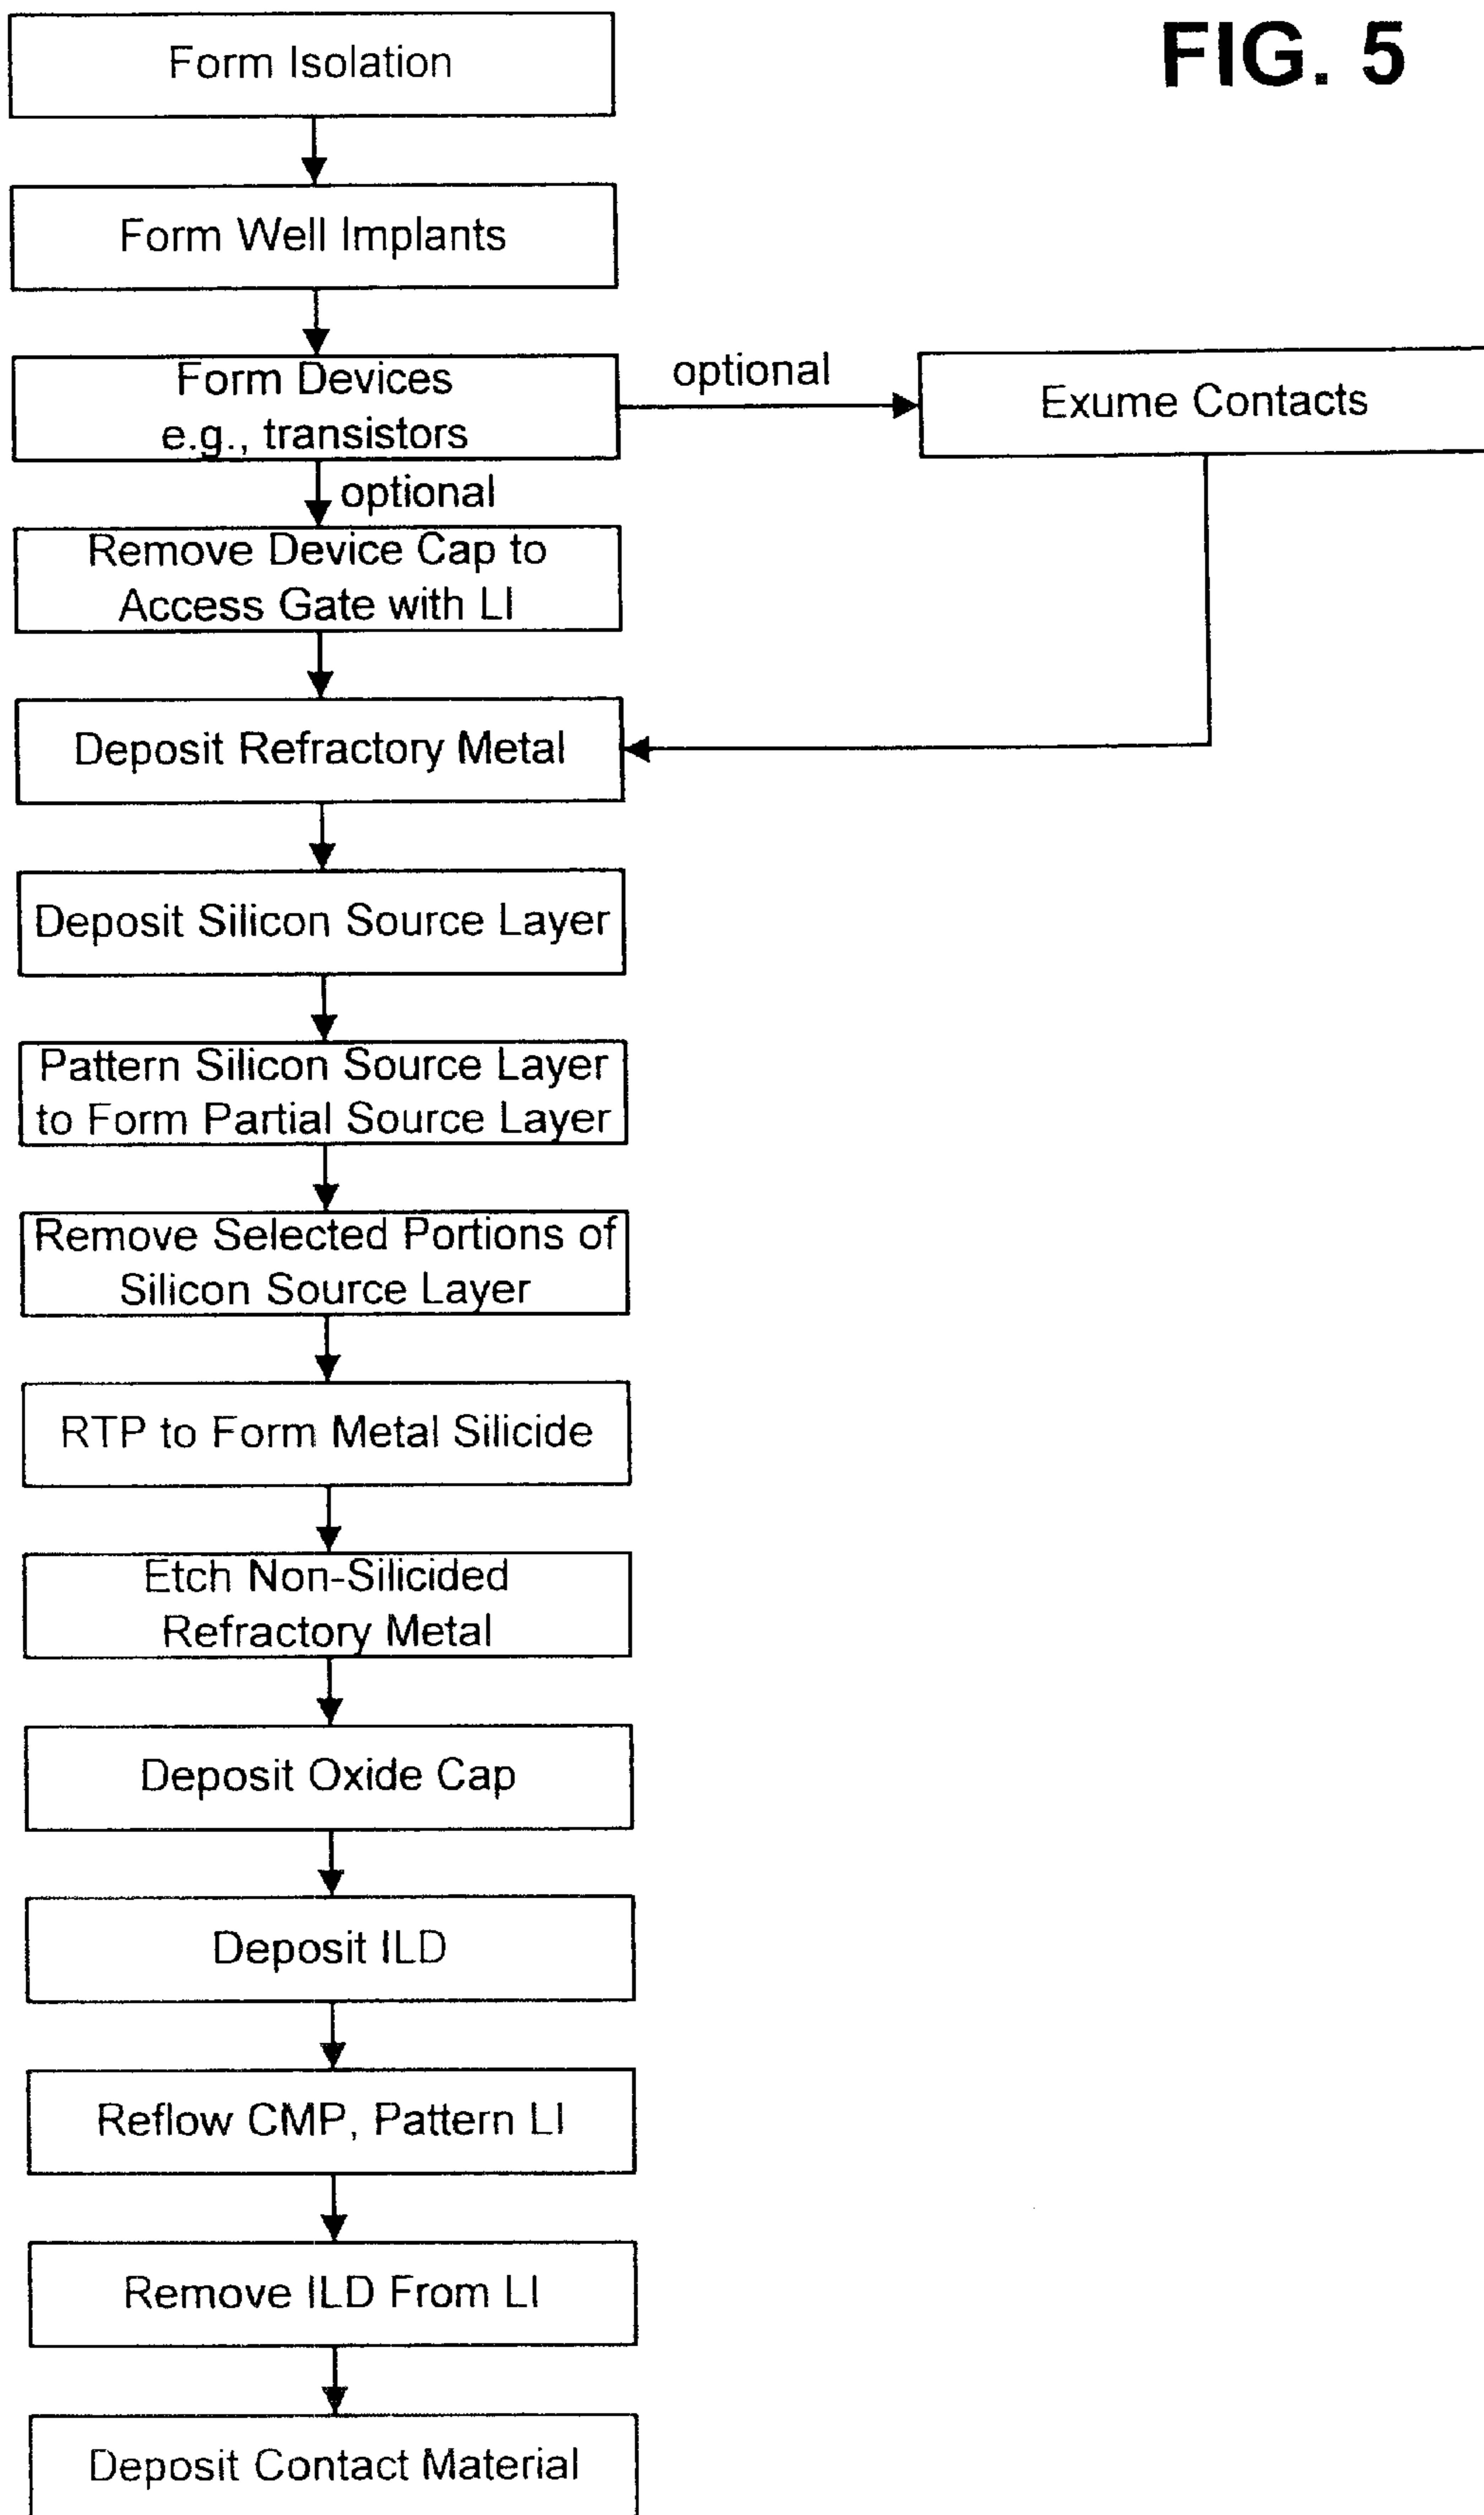 FIG. 5
Form Isolation
Form Well Implants
Form Devices
e.g., transistors
optional
Exume Contacts
optional
Remove Device Cap to
Access Gate with LI
Deposit Refractory Metal
Deposit Silicon Source Layer
Pattern Silicon Source Layer
to Form Partial Source Layer
Remove Selected Portions of
Silicon Source Layer
RTP to Form Metal Silicide
Etch Non-Silicided
Refractory Metal
Deposit Oxide Cap
Deposit ILD
Reflow CMP, Pattern LI
Remove ILD From LI
Deposit Contact Material